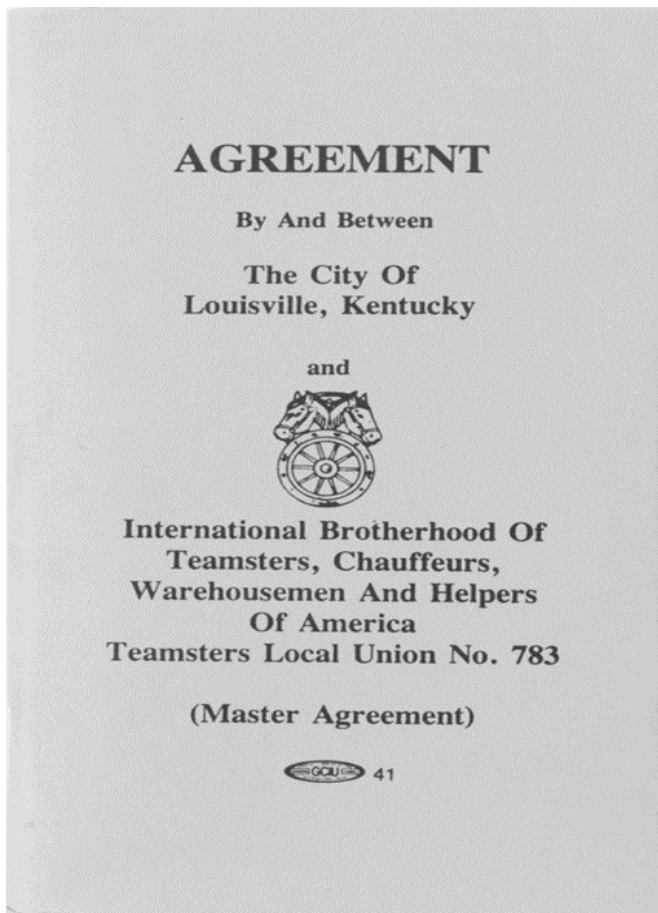 AGREEMENT
By And Between
The City Of
Louisville, Kentucky
and
International Brotherhood Of
Teamsters, Chauffeurs,
Warehousemen And Helpers
Of America
Teamsters Local Union No. 783
(Master Agreement)
GCIU 41